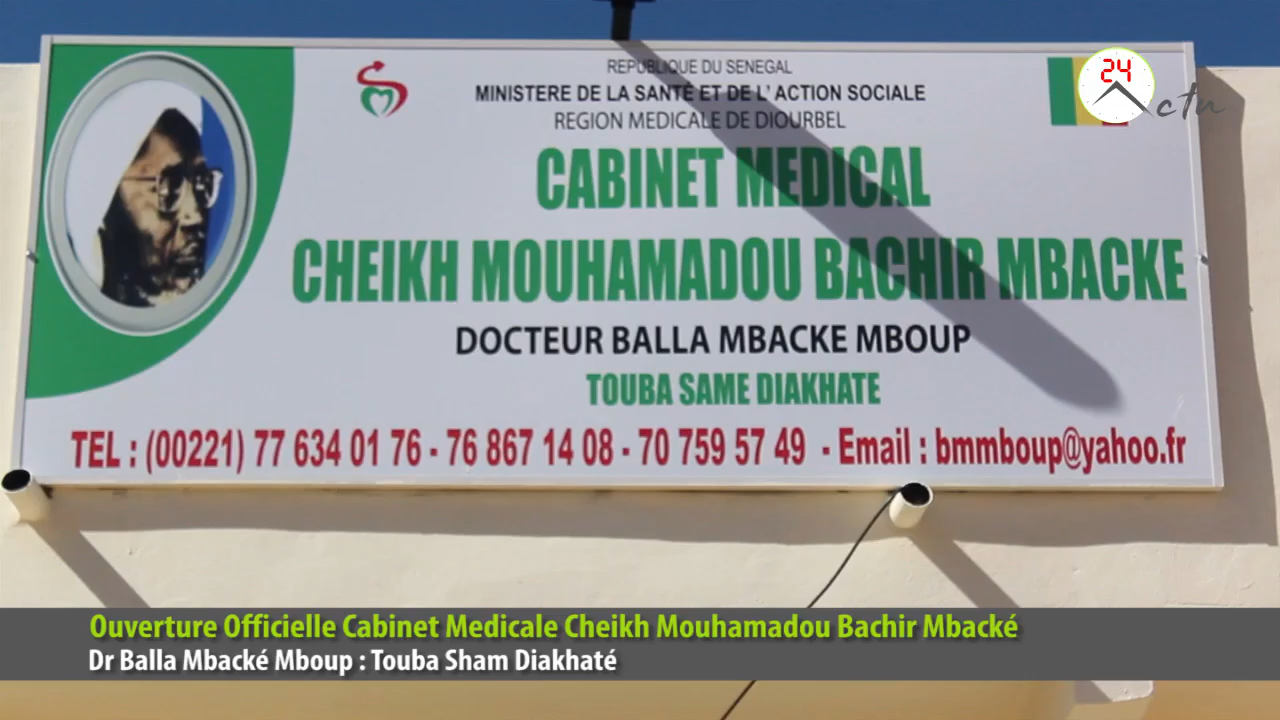 REPUBLIQUE DU SENEGAL
MINISTERE DE LA SANTE ET DE L' ACTION SOCIALE
REGION MEDICALE DE DIOURBEL
24 Actu
CABINET MEDICAL
CHEIKH MOUHAMADOU BACHIR MBACKE
DOCTEUR BALLA MBACKE MBOUP
TOUBA SAME DIAKHATE
TEL : (00221) 77 634 01 76 - 76 867 14 08 - 70 759 57 49 - Email : bmmboup@yahoo.fr
Ouverture Officielle Cabinet Medicale Cheikh Mouhamadou Bachir Mbacké
Dr Balla Mbacké Mboup : Touba Sham Diakhaté